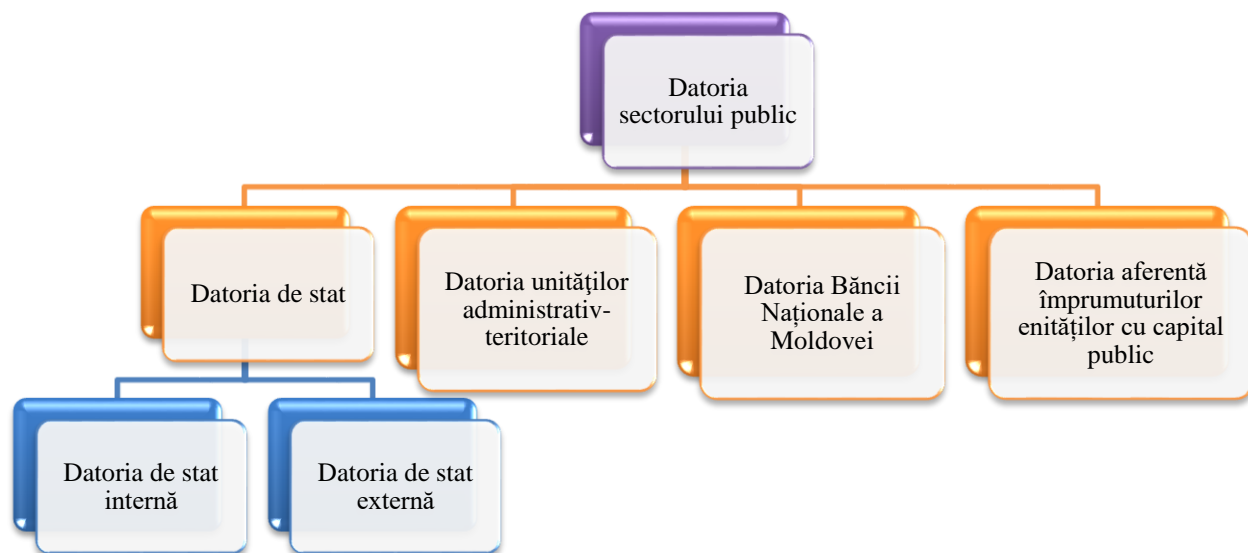 Datoria
sectorului public
Datoria de stat
Datoria unităţilor
administrativ-
teritoriale
Datoria Băncii
Naționale a
Moldovei
Datoria aferentă
împrumuturilor
enităților cu capital
public
Datoria de stat
internă
Datoria de stat
externă